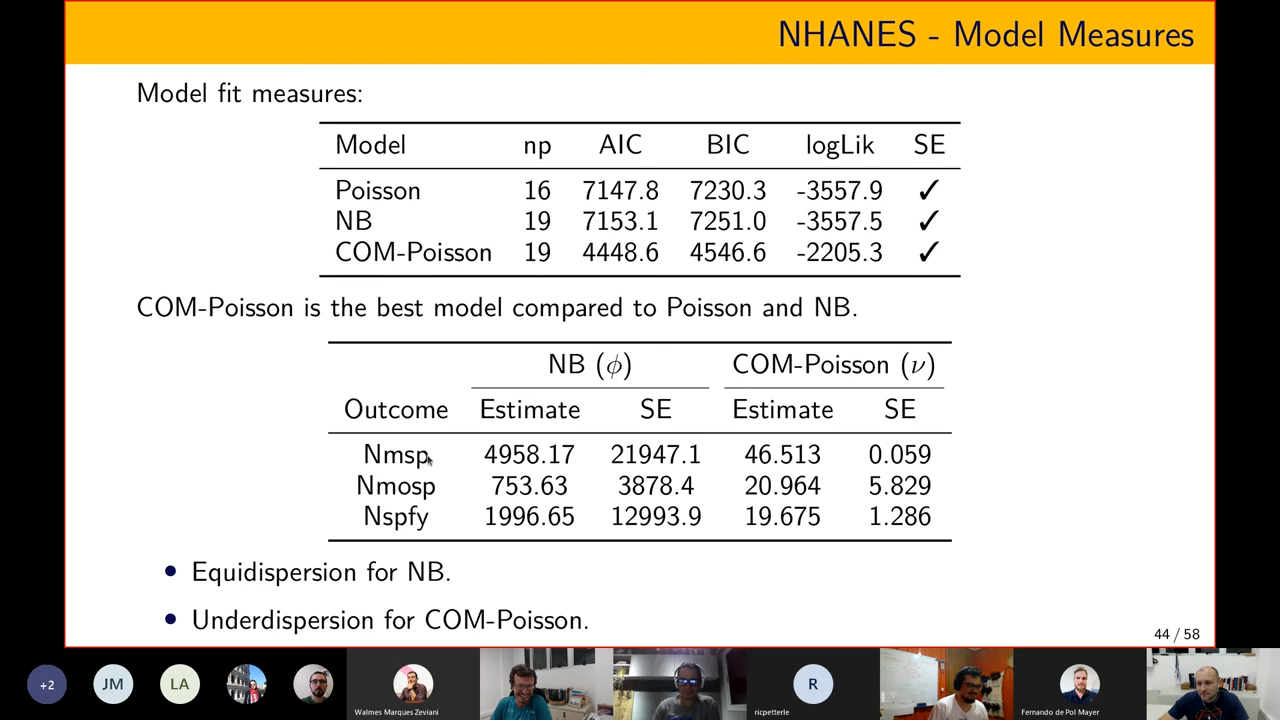 NHANES - Model Measures
Model fit measures:
Model np AIC BIC logLik SE
Poisson 16 7147.8 7230.3 -3557.9 ✓
NB 19 7153.1 7251.0 -3557.5 ✓
COM-Poisson 19 4448.6 4546.6 -2205.3 ✓
COM-Poisson is the best model compared to Poisson and NB.
NB (ϕ) COM-Poisson (ν)
Outcome Estimate SE Estimate SE
Nmsp 4958.17 21947.1 46.513 0.059
Nmosp 753.63 3878.4 20.964 5.829
Nspfy 1996.65 12993.9 19.675 1.286
• Equidispersion for NB.
• Underdispersion for COM-Poisson.
44 / 58
+2 JM LA R
Walmes Marques Zeviani ricpetterle Fernando de Pol Mayer